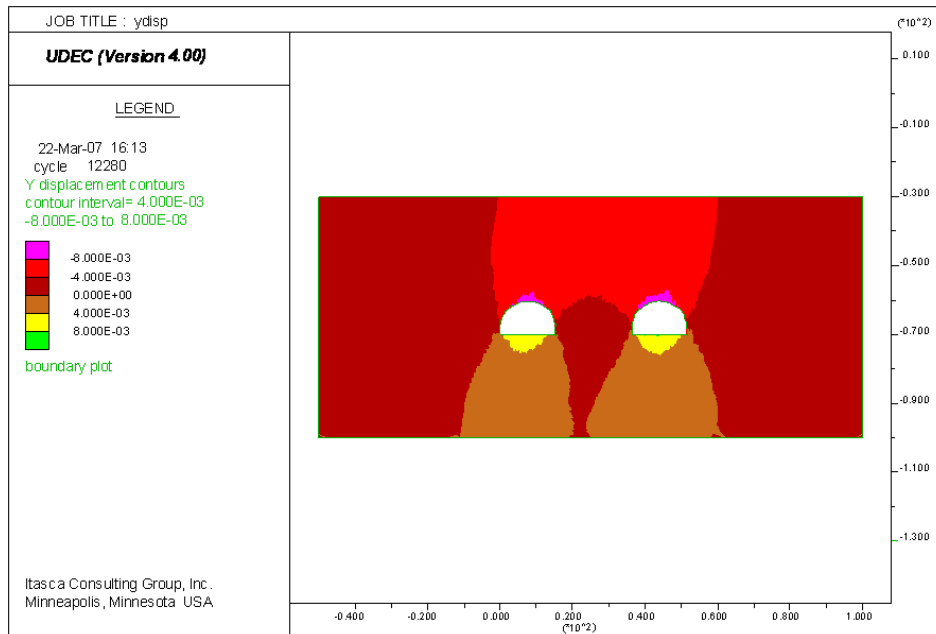 JOB TITLE : ydisp
(*10^2)
UDEC (Version 4.00)
LEGEND
22-Mar-07 16:13
cycle 12280
Y displacement contours
contour interval= 4.000E-03
-8.000E-03 to 8.000E-03
-8.000E-03
-4.000E-03
0.000E+00
4.000E-03
8.000E-03
boundary plot
Itasca Consulting Group, Inc.
Minneapolis, Minnesota USA
0.100
-0.100
-0.300
-0.500
-0.700
-0.900
-1.100
-1.300
-0.400 -0.200 0.000 0.200 0.400 0.600 0.800 1.000
(*10^2)